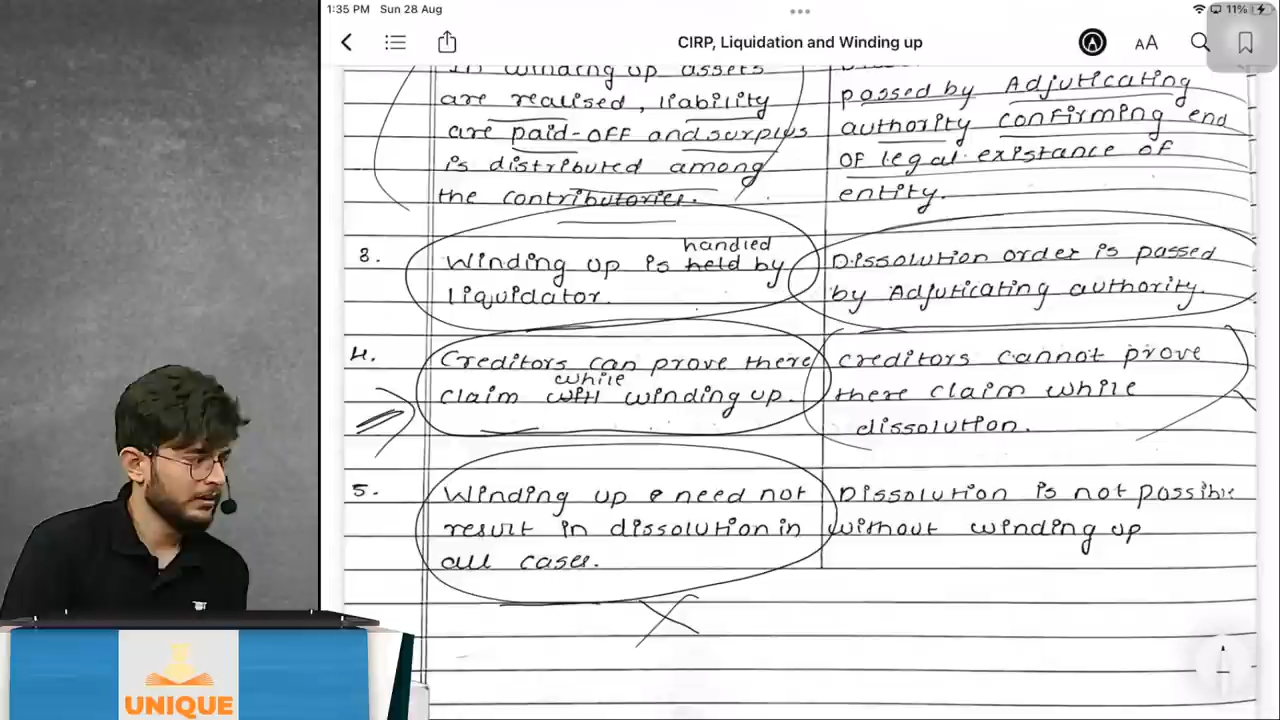 1:35 PM Sun 28 Aug
11%
CIRP, Liquidation and Winding up
AA
In winding up assets
are realised, liability
are paid-off and surplus
is distributed among
the contributories.
passed by Adjuticating
authority confirming end
of legal existance of
entity.
3.
handled
Winding up is held by
liquidator.
Dissolution order is passed
by Adjuticating authority.
4.
Creditors can prove there
while
claim with winding up.
creditors cannot prove
there claim while
dissolution.
5.
Winding up need not
result in dissolution in
all cases.
Dissolution is not possible
without winding up
UNIQUE